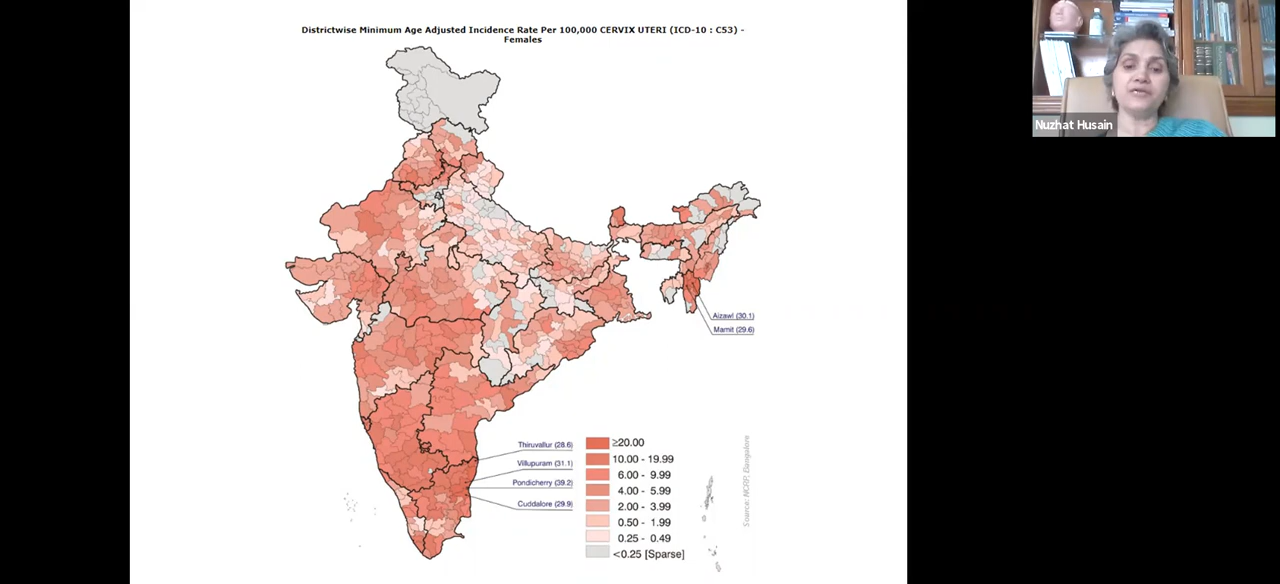 Districtwise Minimum Age Adjusted Incidence Rate Per 100,000 CERVIX UTERI (ICD-10 : C53) -
Females
Nuzhat Husain
Aizawl (30.1)
Mamit (29.6)
Thiruvallur (28.6)
Villupuram (31.1)
Pondicherry (39.2)
Cuddalore (29.9)
≥20.00
10.00 - 19.99
6.00 - 9.99
4.00 - 5.99
2.00 - 3.99
0.50 - 1.99
0.25 - 0.49
<0.25 [Sparse]
Source: NCRP, Bangalore